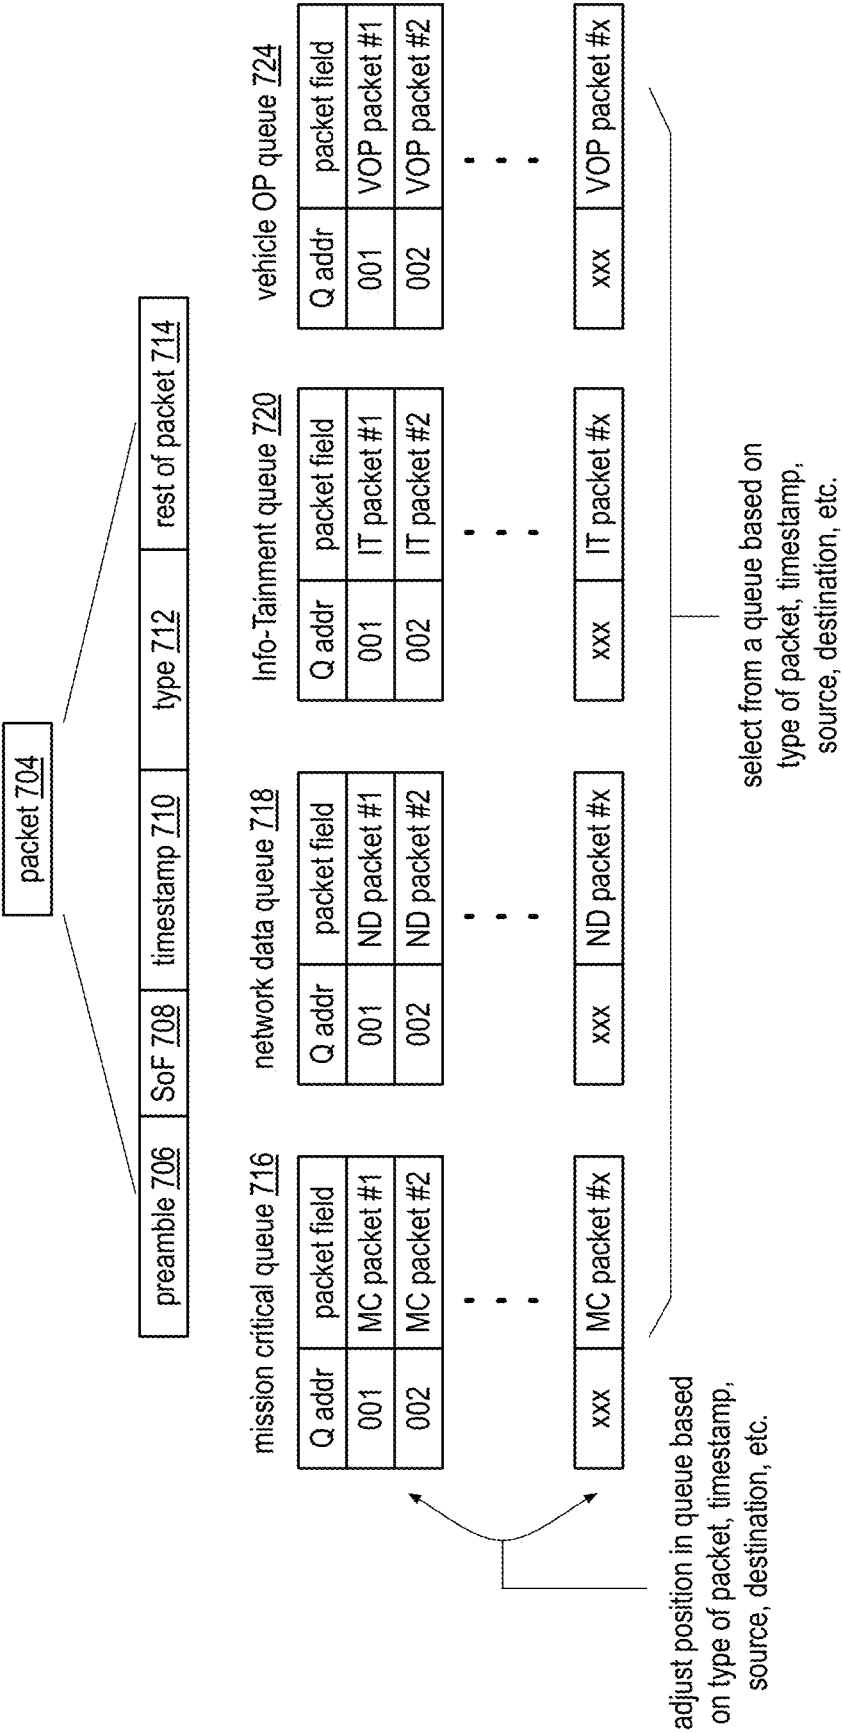 packet 704
preamble 706
SoF 708
timestamp 710
type 712
rest of packet 714
mission critical queue 716
Q addr
packet field
001
MC packet #1
002
MC packet #2
xxx
MC packet #x
network data queue 718
Q addr
packet field
001
ND packet #1
002
ND packet #2
xxx
ND packet #x
Info-Tainment queue 720
Q addr
packet field
001
IT packet #1
002
IT packet #2
xxx
IT packet #x
vehicle OP queue 724
Q addr
packet field
001
VOP packet #1
002
VOP packet #2
xxx
VOP packet #x
adjust position in queue based
on type of packet, timestamp,
source, destination, etc.
select from a queue based on
type of packet, timestamp,
source, destination, etc.